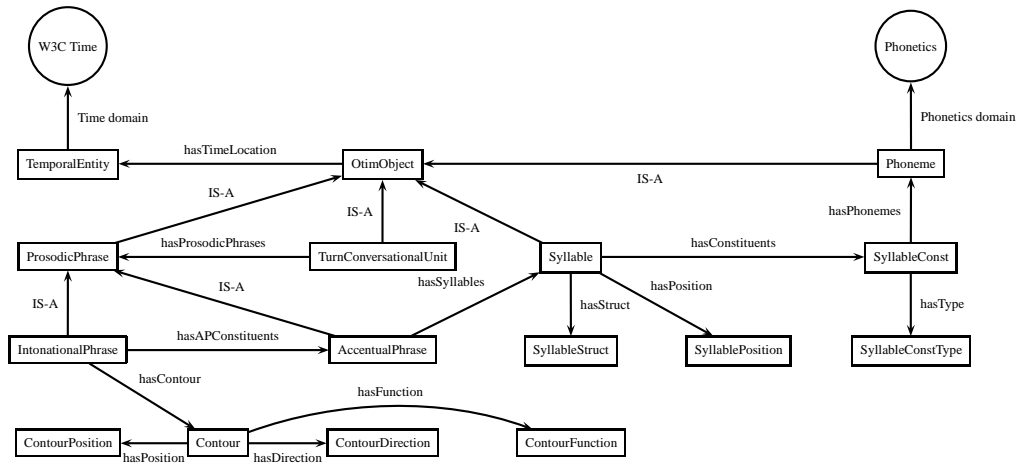 W3C Time
Phonetics
Time domain
Phonetics domain
TemporalEntity
hasTimeLocation
OtimObject
IS-A
Phoneme
IS-A
IS-A
IS-A
hasPhonemes
ProsodicPhrase
hasProsodicPhrases
TurnConversationalUnit
Syllable
hasConstituents
SyllableConst
IS-A
IS-A
hasSyllables
hasStruct
hasPosition
hasType
IntonationalPhrase
hasAPConstituents
AccentualPhrase
SyllableStruct
SyllablePosition
SyllableConstType
hasContour
hasFunction
ContourPosition
hasPosition
Contour
hasDirection
ContourDirection
ContourFunction